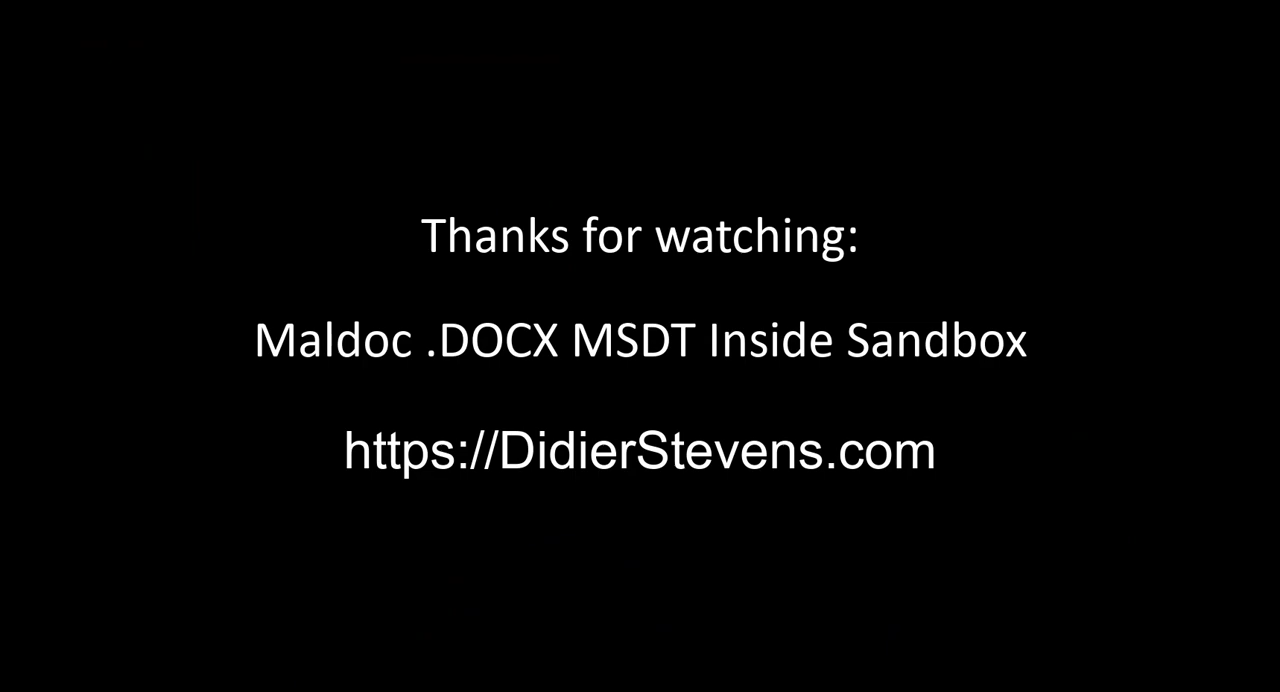 Thanks for watching:
Maldoc .DOCX MSDT Inside Sandbox
https://DidierStevens.com